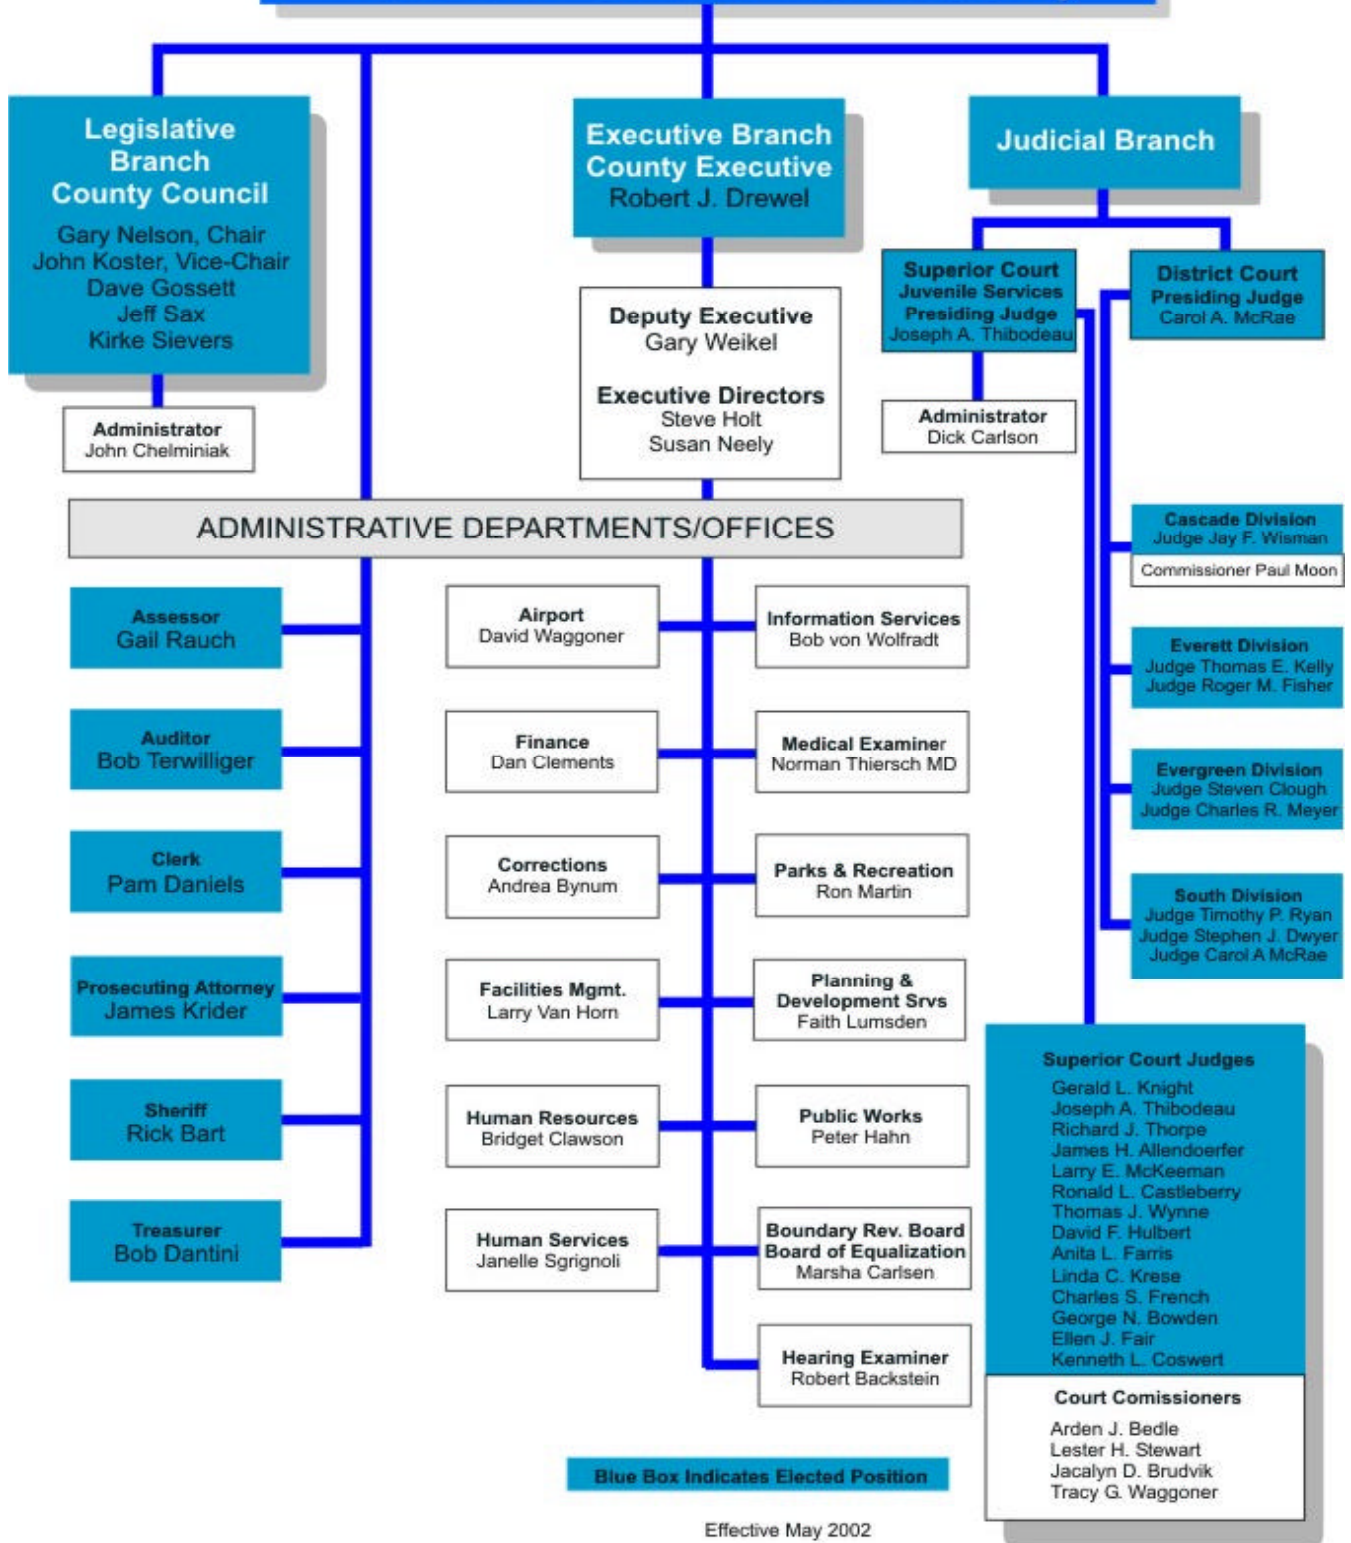 Legislative
Branch
County Council
Gary Nelson, Chair
John Koster, Vice-Chair
Dave Gossett
Jeff Sax
Kirke Sievers
Administrator
John Chelminiak
Executive Branch
County Executive
Robert J. Drewel
Deputy Executive
Gary Weikel
Executive Directors
Steve Holt
Susan Neely
Judicial Branch
Superior Court
Juvenile Services
Presiding Judge
Joseph A. Thibodeau
Administrator
Dick Carlson
District Court
Presiding Judge
Carol A. McRae
ADMINISTRATIVE DEPARTMENTS/OFFICES
Assessor
Gail Rauch
Auditor
Bob Terwilliger
Clerk
Pam Daniels
Prosecuting Attorney
James Krider
Sheriff
Rick Bart
Treasurer
Bob Dantini
Airport
David Waggoner
Finance
Dan Clements
Corrections
Andrea Bynum
Facilities Mgmt.
Larry Van Horn
Human Resources
Bridget Clawson
Human Services
Janelle Sgrignoli
Information Services
Bob von Wolfradt
Medical Examiner
Norman Thiersch MD
Parks & Recreation
Ron Martin
Planning &
Development Srvs
Faith Lumsden
Public Works
Peter Hahn
Boundary Rev. Board
Board of Equalization
Marsha Carlsen
Hearing Examiner
Robert Backstein
Cascade Division
Judge Jay F. Wisman
Commissioner Paul Moon
Everett Division
Judge Thomas E. Kelly
Judge Roger M. Fisher
Evergreen Division
Judge Steven Clough
Judge Charles R. Meyer
South Division
Judge Timothy P. Ryan
Judge Stephen J. Dwyer
Judge Carol A McRae
Superior Court Judges
Gerald L. Knight
Joseph A. Thibodeau
Richard J. Thorpe
James H. Allendoerfer
Larry E. McKeeman
Ronald L. Castleberry
Thomas J. Wynne
David F. Hulbert
Anita L. Farris
Linda C. Krese
Charles S. French
George N. Bowden
Ellen J. Fair
Kenneth L. Coswert
Court Comissioners
Arden J. Bedle
Lester H. Stewart
Jacalyn D. Brudvik
Tracy G. Waggoner
Blue Box Indicates Elected Position
Effective May 2002